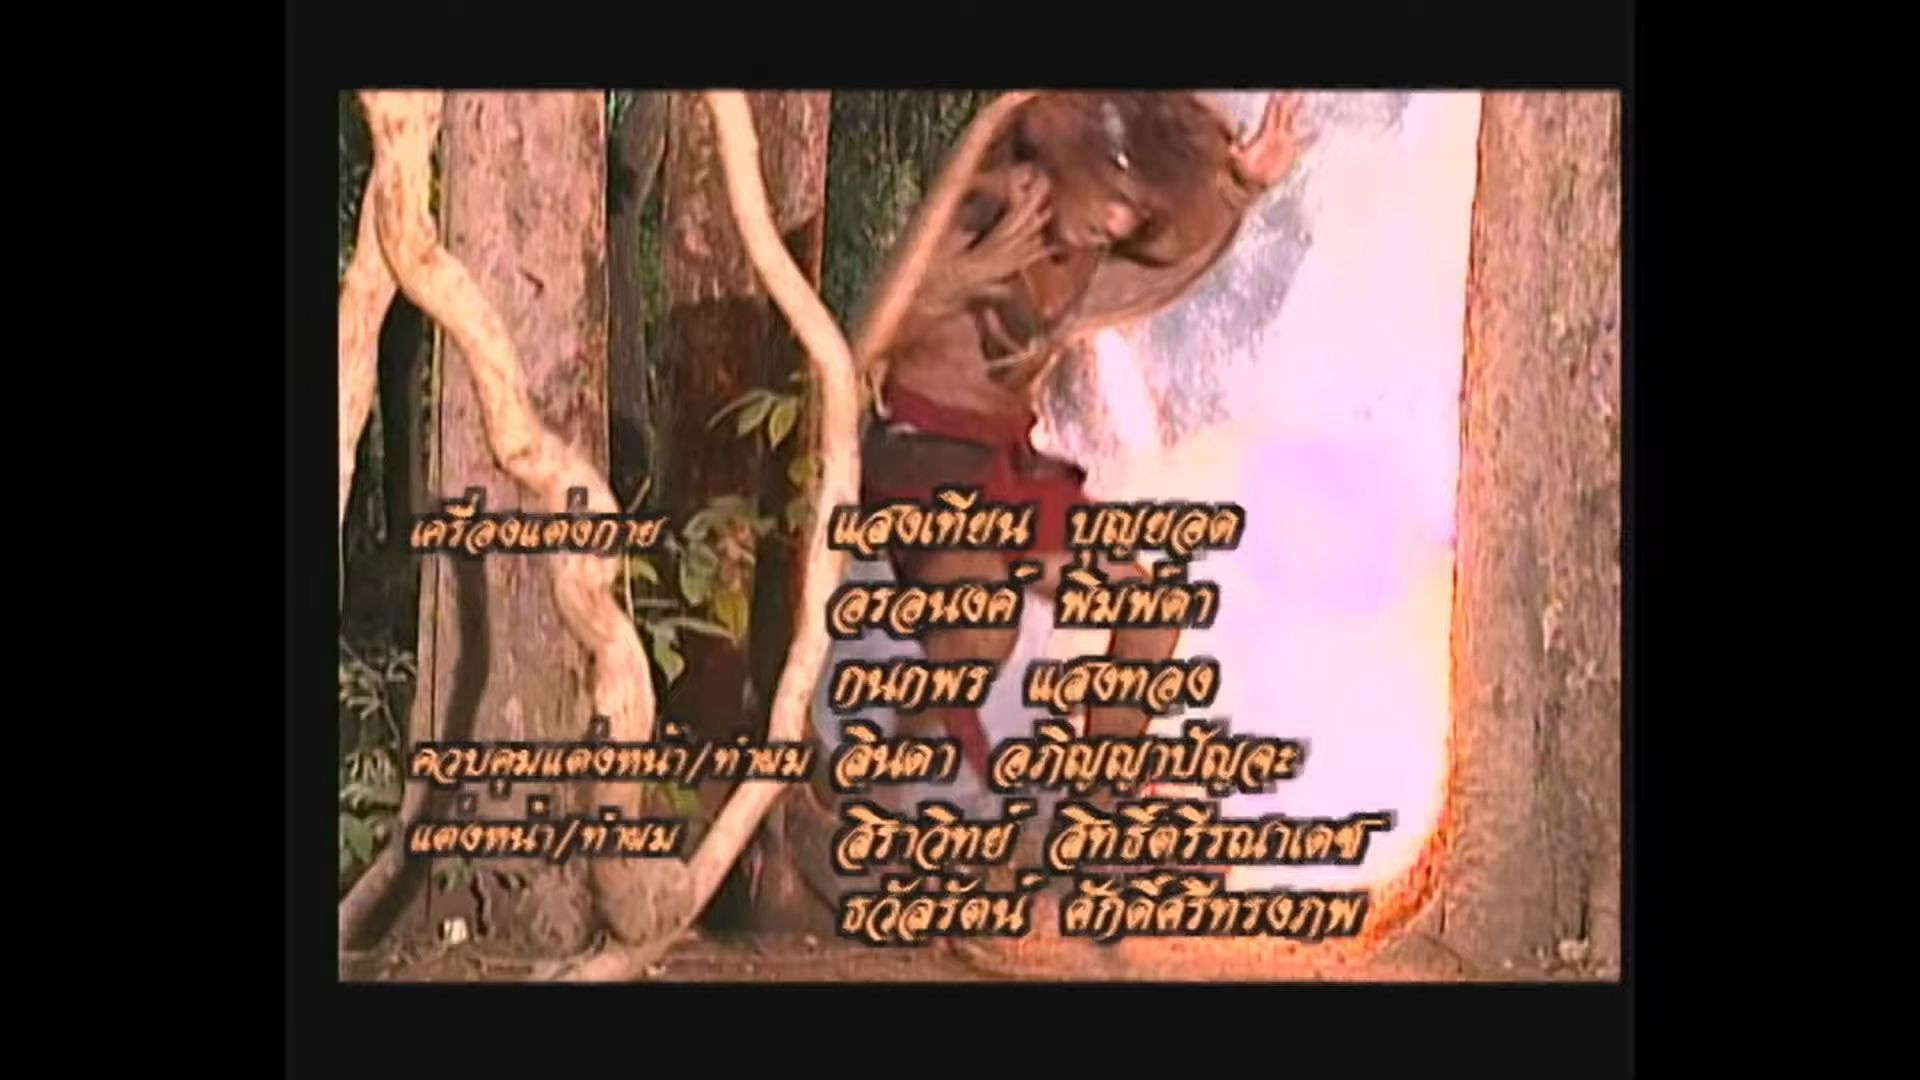 เครื่องแต่งกาย แสงเทียน บุญยอด
อรอนงค์ พิมพ์ดา
กนกพร แสงทอง
ควบคุมแต่งหน้า/ทำผม จินดา อภิญญาปัญจะ
แต่งหน้า/ทำผม สิราวิทย์ สิทธิ์ตรีรณาเดช
ธวัลรัตน์ ศักดิ์ศรีทรงภพ